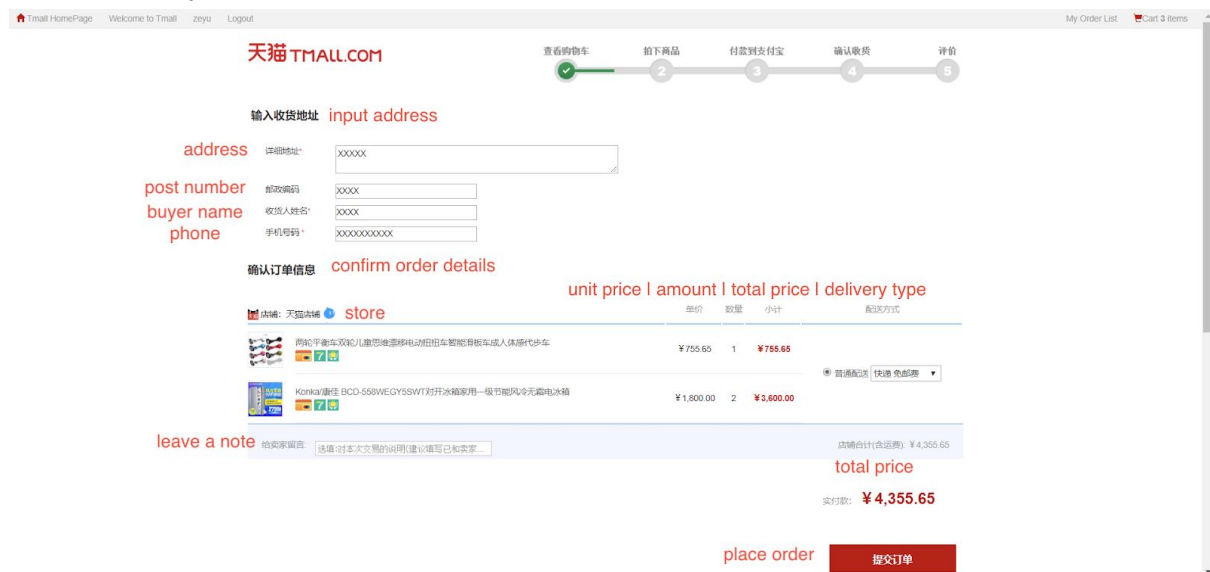 Tmall HomePage Welcome to Tmall zeyu Logout My Order List Cart 3 items
天猫 TMALL.COM
查看购物车 拍下商品 付款到支付宝 确认收货 评价
2 3 4 5
输入收货地址 input address
address 详细地址* XXXXX
post number 邮政编码 XXXX
buyer name 收货人姓名* XXXX
phone 手机号码* XXXXXXXXXX
确认订单信息 confirm order details
unit price l amount l total price l delivery type
店铺：天猫店铺 store 单价 数量 小计 配送方式
两轮平衡车双轮儿童思维漂移电动扭扭车智能滑板车成人体感代步车 ¥755.65 1 ¥755.65
7
普通配送 快递 免邮费
Konka/康佳 BCD-558WEGY5SWT对开冰箱家用一级节能风冷无霜电冰箱 ¥1,800.00 2 ¥3,600.00
7
leave a note 给卖家留言: 选填:对本次交易的说明(建议填写已和卖家... 店铺合计(含运费): ¥4,355.65
total price
实付款: ¥4,355.65
place order 提交订单